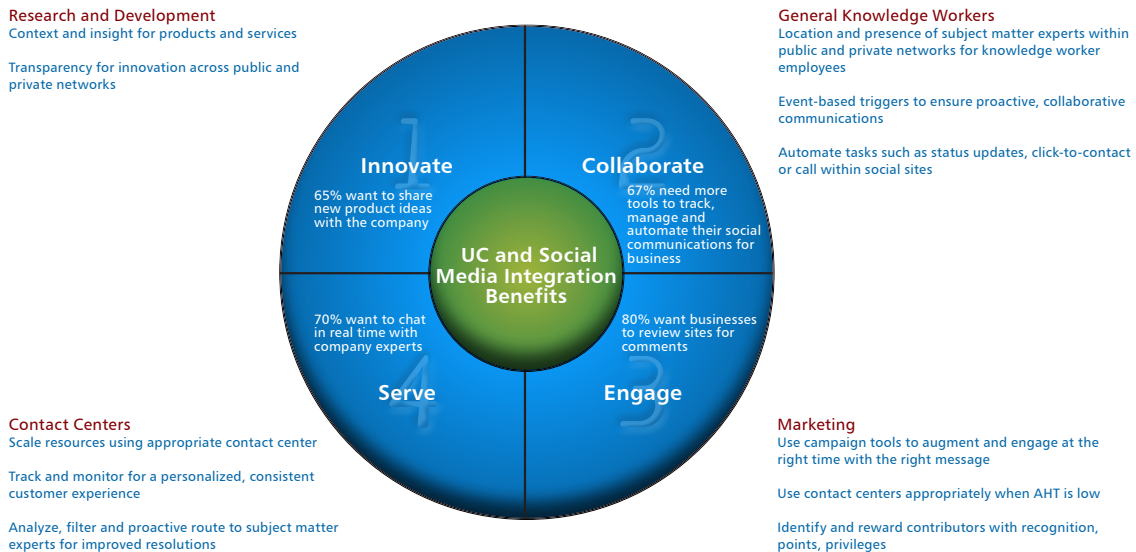 Research and Development
Context and insight for products and services
Transparency for innovation across public and
private networks
General Knowledge Workers
Location and presence of subject matter experts within
public and private networks for knowledge worker
employees
Event-based triggers to ensure proactive, collaborative
communications
Automate tasks such as status updates, click-to-contact
or call within social sites
1
Innovate
65% want to share
new product ideas
with the company
2
Collaborate
67% need more
tools to track,
manage and
automate their social
communications for
business
UC and Social
Media Integration
Benefits
70% want to chat
in real time with
company experts
4
Serve
80% want businesses
to review sites for
comments
3
Engage
Contact Centers
Scale resources using appropriate contact center
Track and monitor for a personalized, consistent
customer experience
Analyze, filter and proactive route to subject matter
experts for improved resolutions
Marketing
Use campaign tools to augment and engage at the
right time with the right message
Use contact centers appropriately when AHT is low
Identify and reward contributors with recognition,
points, privileges